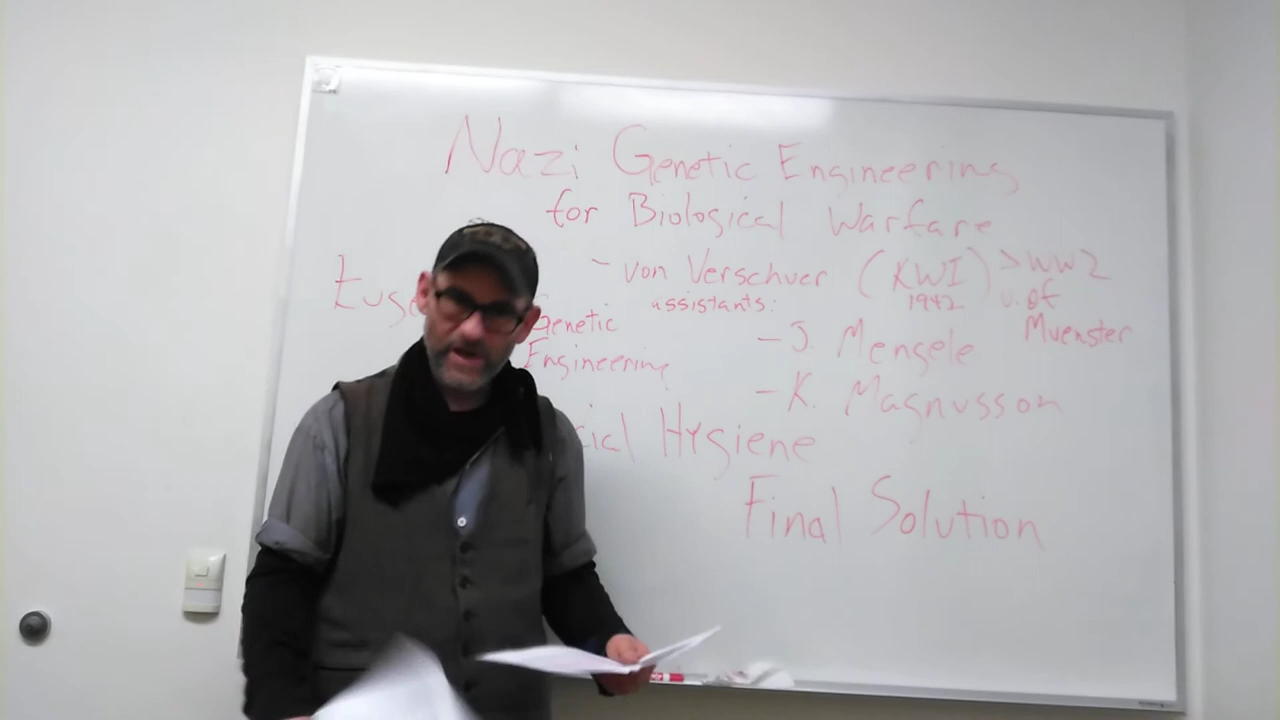 Nazi Genetic Engineering
for Biological Warfare
- von Verschuer (KWI) > WW2
assistants: 1942 U. of
Muenster
Genetic
Engineering
- J. Mengele
- K. Magnusson
Hygiene
Final Solution